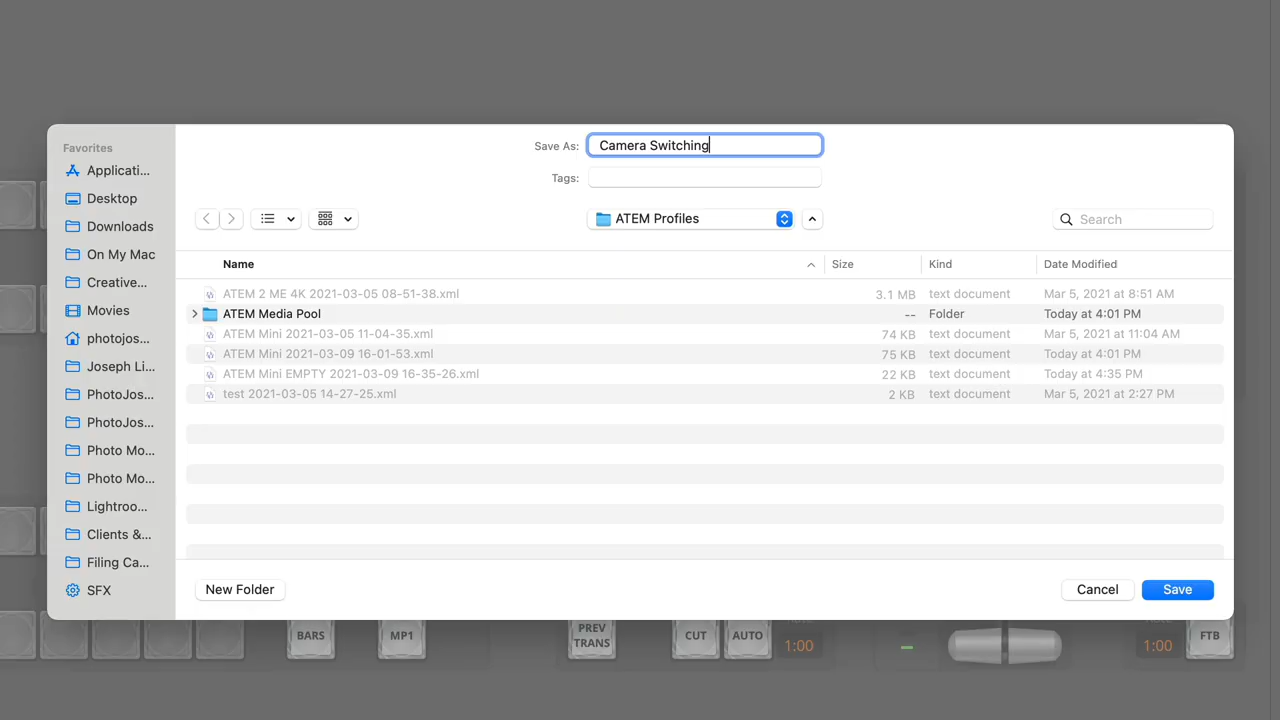 Favorites
Applicati...
Desktop
Downloads
On My Mac
Creative...
Movies
photojos...
Joseph Li...
PhotoJos...
PhotoJos...
Photo Mo...
Photo Mo...
Lightroo...
Clients &...
Filing Ca...
SFX
Save As: Camera Switching
Tags:
ATEM Profiles
Search
Name Size Kind Date Modified
ATEM 2 ME 4K 2021-03-05 08-51-38.xml 3.1 MB text document Mar 5, 2021 at 8:51 AM
ATEM Media Pool -- Folder Today at 4:01 PM
ATEM Mini 2021-03-05 11-04-35.xml 74 KB text document Mar 5, 2021 at 11:04 AM
ATEM Mini 2021-03-09 16-01-53.xml 75 KB text document Today at 4:01 PM
ATEM Mini EMPTY 2021-03-09 16-35-26.xml 22 KB text document Today at 4:35 PM
test 2021-03-05 14-27-25.xml 2 KB text document Mar 5, 2021 at 2:27 PM
New Folder Cancel Save
BARS MP1 PREV TRANS CUT AUTO 1:00 1:00 FTB